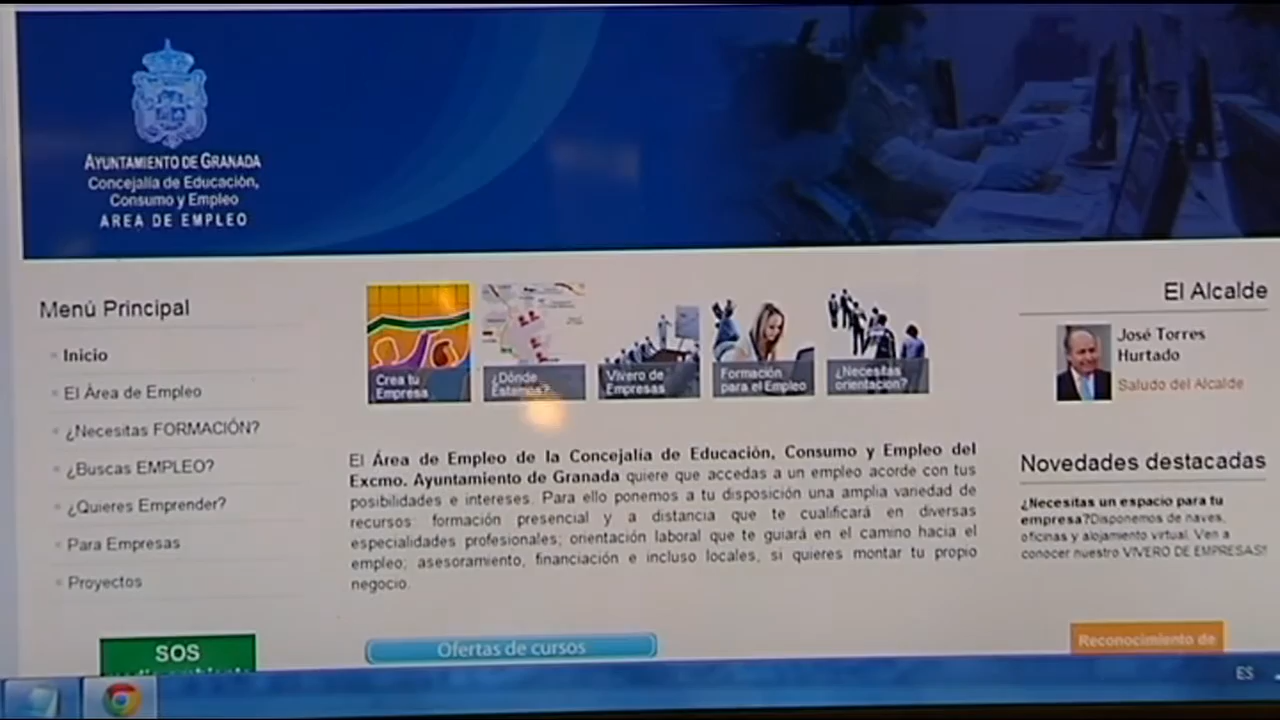 AYUNTAMIENTO DE GRANADA
Concejalía de Educación,
Consumo y Empleo
AREA DE EMPLEO
Menú Principal
Inicio
El Área de Empleo
¿Necesitas FORMACIÓN?
¿Buscas EMPLEO?
¿Quieres Emprender?
Para Empresas
Proyectos
SOS
Crea tu
Empresa
¿Dónde
Estamos?
Vivero de
Empresas
Formación
para el Empleo
¿Necesitas
orientación?
El Área de Empleo de la Concejalía de Educación, Consumo y Empleo del
Excmo. Ayuntamiento de Granada quiere que accedas a un empleo acorde con tus
posibilidades e intereses. Para ello ponemos a tu disposición una amplia variedad de
recursos: formación presencial y a distancia que te cualificará en diversas
especialidades profesionales; orientación laboral que te guiará en el camino hacia el
empleo; asesoramiento, financiación e incluso locales, si quieres montar tu propio
negocio.
Ofertas de cursos
El Alcalde
José Torres
Hurtado
Saludo del Alcalde
Novedades destacadas
¿Necesitas un espacio para tu
empresa?Disponemos de naves,
oficinas y alojamiento virtual. Ven a
conocer nuestro VIVERO DE EMPRESAS!!
Reconocimiento de
ES